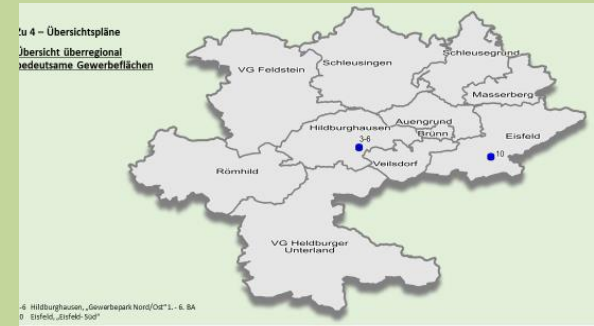 Zu 4 – Übersichtspläne
Übersicht überregional
bedeutsame Gewerbeflächen
VG Feldstein
Schleusingen
Schleusegrund
Masserberg
Auengrund
Hildburghausen
Brünn
Eisfeld
3-6
10
Veilsdorf
Römhild
VG Heldburger
Unterland
-6 Hildburghausen, „Gewerbepark Nord/Ost" 1. - 6. BA
0 Eisfeld, „Eisfeld- Süd"